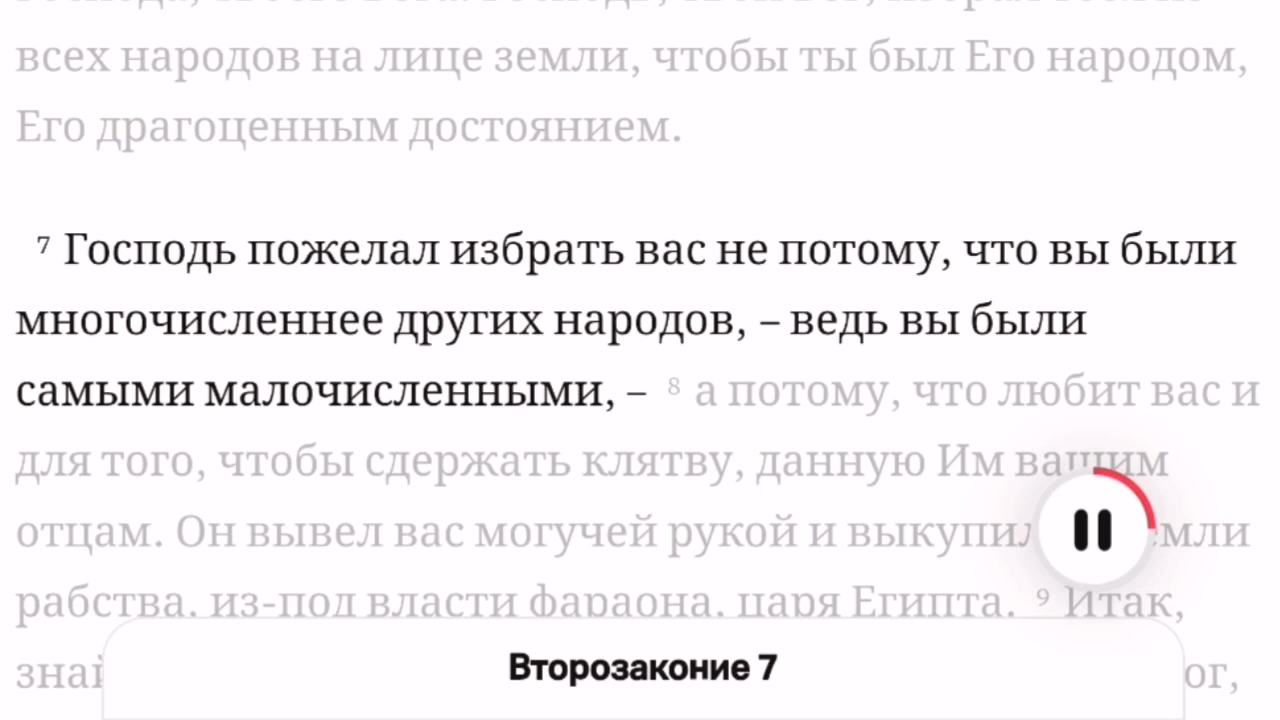 всех народов на лице земли, чтобы ты был Его народом,
Его драгоценным достоянием.
7 Господь пожелал избрать вас не потому, что вы были
многочисленнее других народов, – ведь вы были
самыми малочисленными, – 8 а потому, что любит вас и
для того, чтобы сдержать клятву, данную Им вашим
отцам. Он вывел вас могучей рукой и выкупил
рабства, из-под власти фараона, царя Египта. 9 Итак,
Второзаконие 7